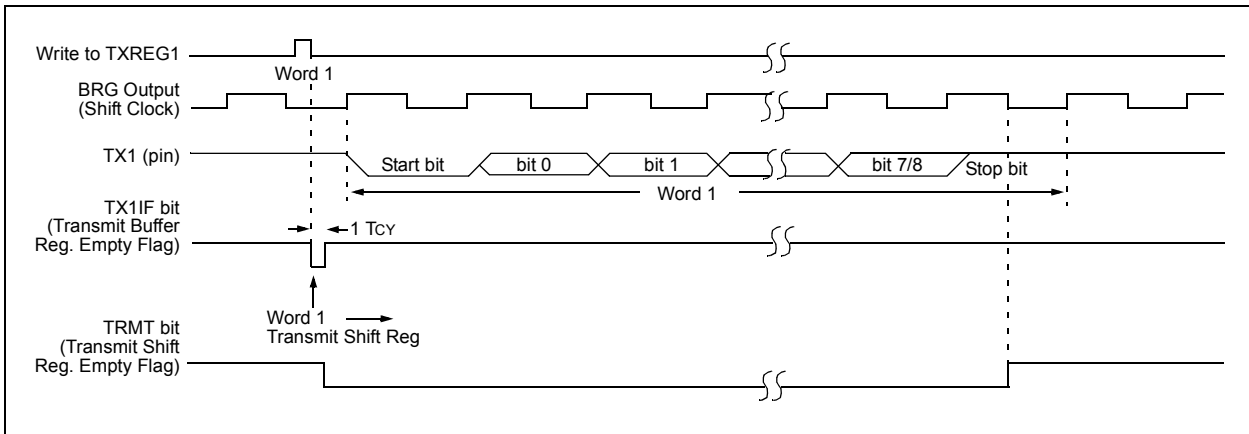 Write to TXREG1
Word 1
BRG Output
(Shift Clock)
TX1 (pin)
Start bit
bit 0
bit 1
bit 7/8
Stop bit
Word 1
TX1IF bit
(Transmit Buffer
Reg. Empty Flag)
1 TCY
Word 1
Transmit Shift Reg
TRMT bit
(Transmit Shift
Reg. Empty Flag)